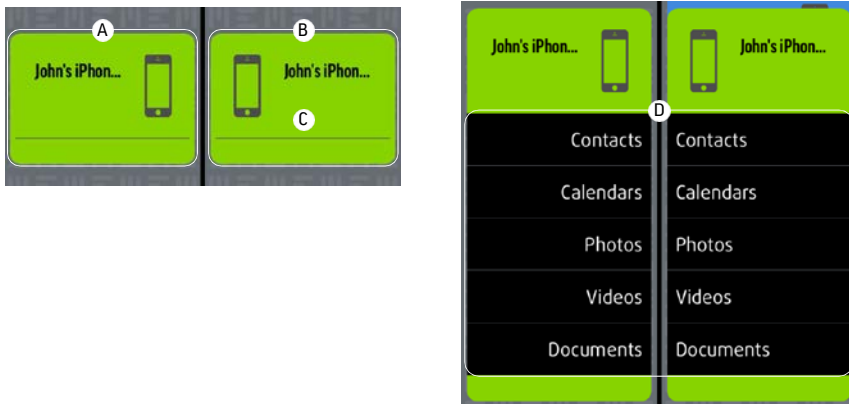 A
B
John's iPhon...
John's iPhon...
C
John's iPhon...
John's iPhon...
D
Contacts
Contacts
Calendars
Calendars
Photos
Photos
Videos
Videos
Documents
Documents